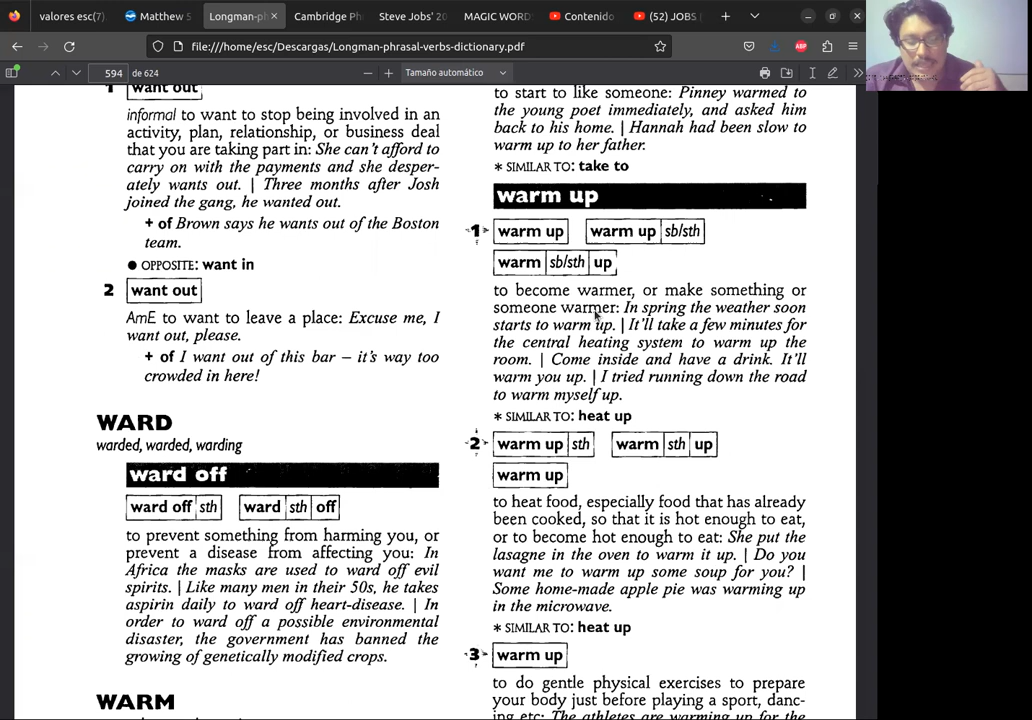 valores esc(7)
Matthew 5
Longman-ph
Cambridge Ph
Steve Jobs' 20
MAGIC WORD
Contenido
(52) JOBS
file:///home/esc/Descargas/Longman-phrasal-verbs-dictionary.pdf
ABP
594 de 624
Tamaño automático
1 want out
informal to want to stop being involved in an
activity, plan, relationship, or business deal
that you are taking part in: She can't afford to
carry on with the payments and she desper-
ately wants out. | Three months after Josh
joined the gang, he wanted out.
+ of Brown says he wants out of the Boston
team.
● OPPOSITE: want in
2 want out
AmE to want to leave a place: Excuse me, I
want out, please.
+ of I want out of this bar – it's way too
crowded in here!
WARD
warded, warded, warding
ward off
ward off sth ward sth off
to prevent something from harming you, or
prevent a disease from affecting you: In
Africa the masks are used to ward off evil
spirits. | Like many men in their 50s, he takes
aspirin daily to ward off heart-disease. | In
order to ward off a possible environmental
disaster, the government has banned the
growing of genetically modified crops.
WARM
to start to like someone: Pinney warmed to
the young poet immediately, and asked him
back to his home. | Hannah had been slow to
warm up to her father.
* SIMILAR TO: take to
warm up
1 warm up warm up sb/sth
warm sb/sth up
to become warmer, or make something or
someone warmer: In spring the weather soon
starts to warm up. | It'll take a few minutes for
the central heating system to warm up the
room. | Come inside and have a drink. It'll
warm you up. | I tried running down the road
to warm myself up.
* SIMILAR TO: heat up
2 warm up sth warm sth up
warm up
to heat food, especially food that has already
been cooked, so that it is hot enough to eat,
or to become hot enough to eat: She put the
lasagne in the oven to warm it up. | Do you
want me to warm up some soup for you? |
Some home-made apple pie was warming up
in the microwave.
* SIMILAR TO: heat up
3 warm up
to do gentle physical exercises to prepare
your body just before playing a sport, danc-
ing etc: The athletes are warming up for the